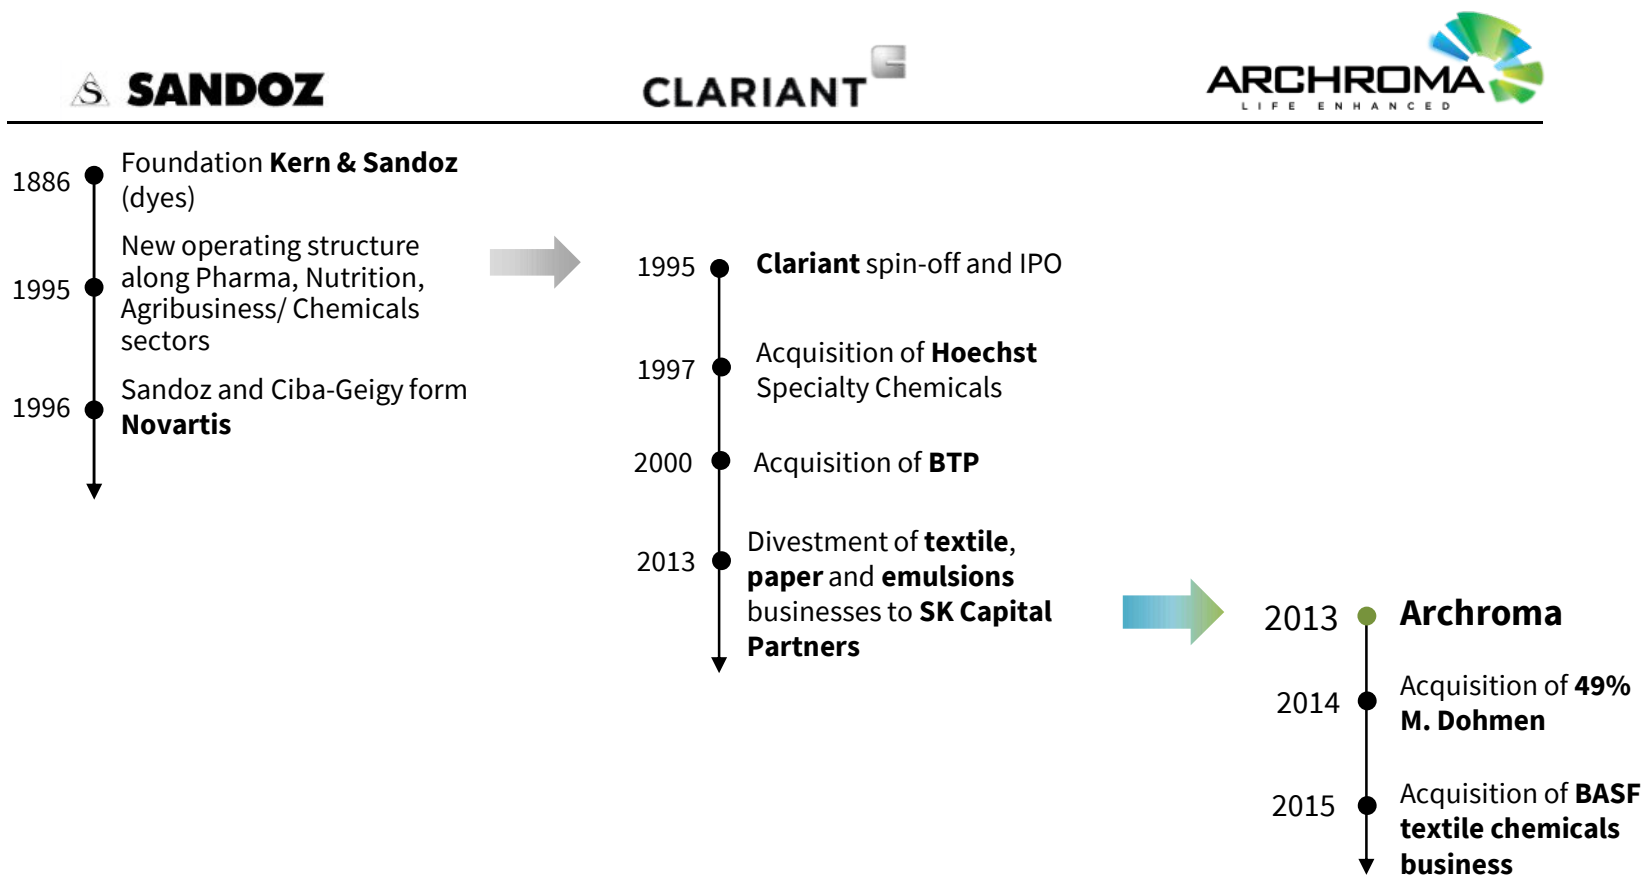 SANDOZ
CLARIANT
ARCHROMA
LIFE ENHANCED
1886
Foundation Kern & Sandoz
(dyes)
1995
New operating structure
along Pharma, Nutrition,
Agribusiness/ Chemicals
sectors
1996
Sandoz and Ciba-Geigy form
Novartis
1995
Clariant spin-off and IPO
1997
Acquisition of Hoechst
Specialty Chemicals
2000
Acquisition of BTP
2013
Divestment of textile,
paper and emulsions
businesses to SK Capital
Partners
2013
Archroma
2014
Acquisition of 49%
M. Dohmen
2015
Acquisition of BASF
textile chemicals
business